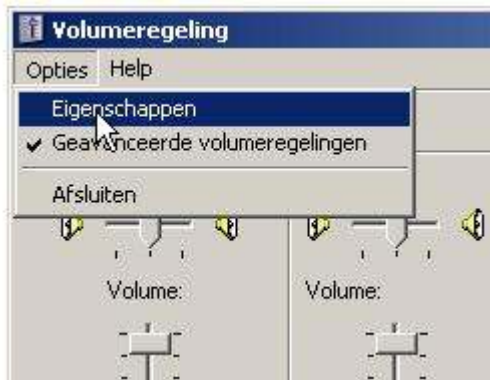 Volumeregeling
Opties Help
Eigenschappen
Geavanceerde volumeregelingen
Afsluiten
Volume: Volume: